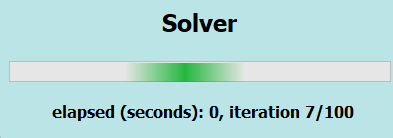 Solver
elapsed (seconds): 0, iteration 7/100